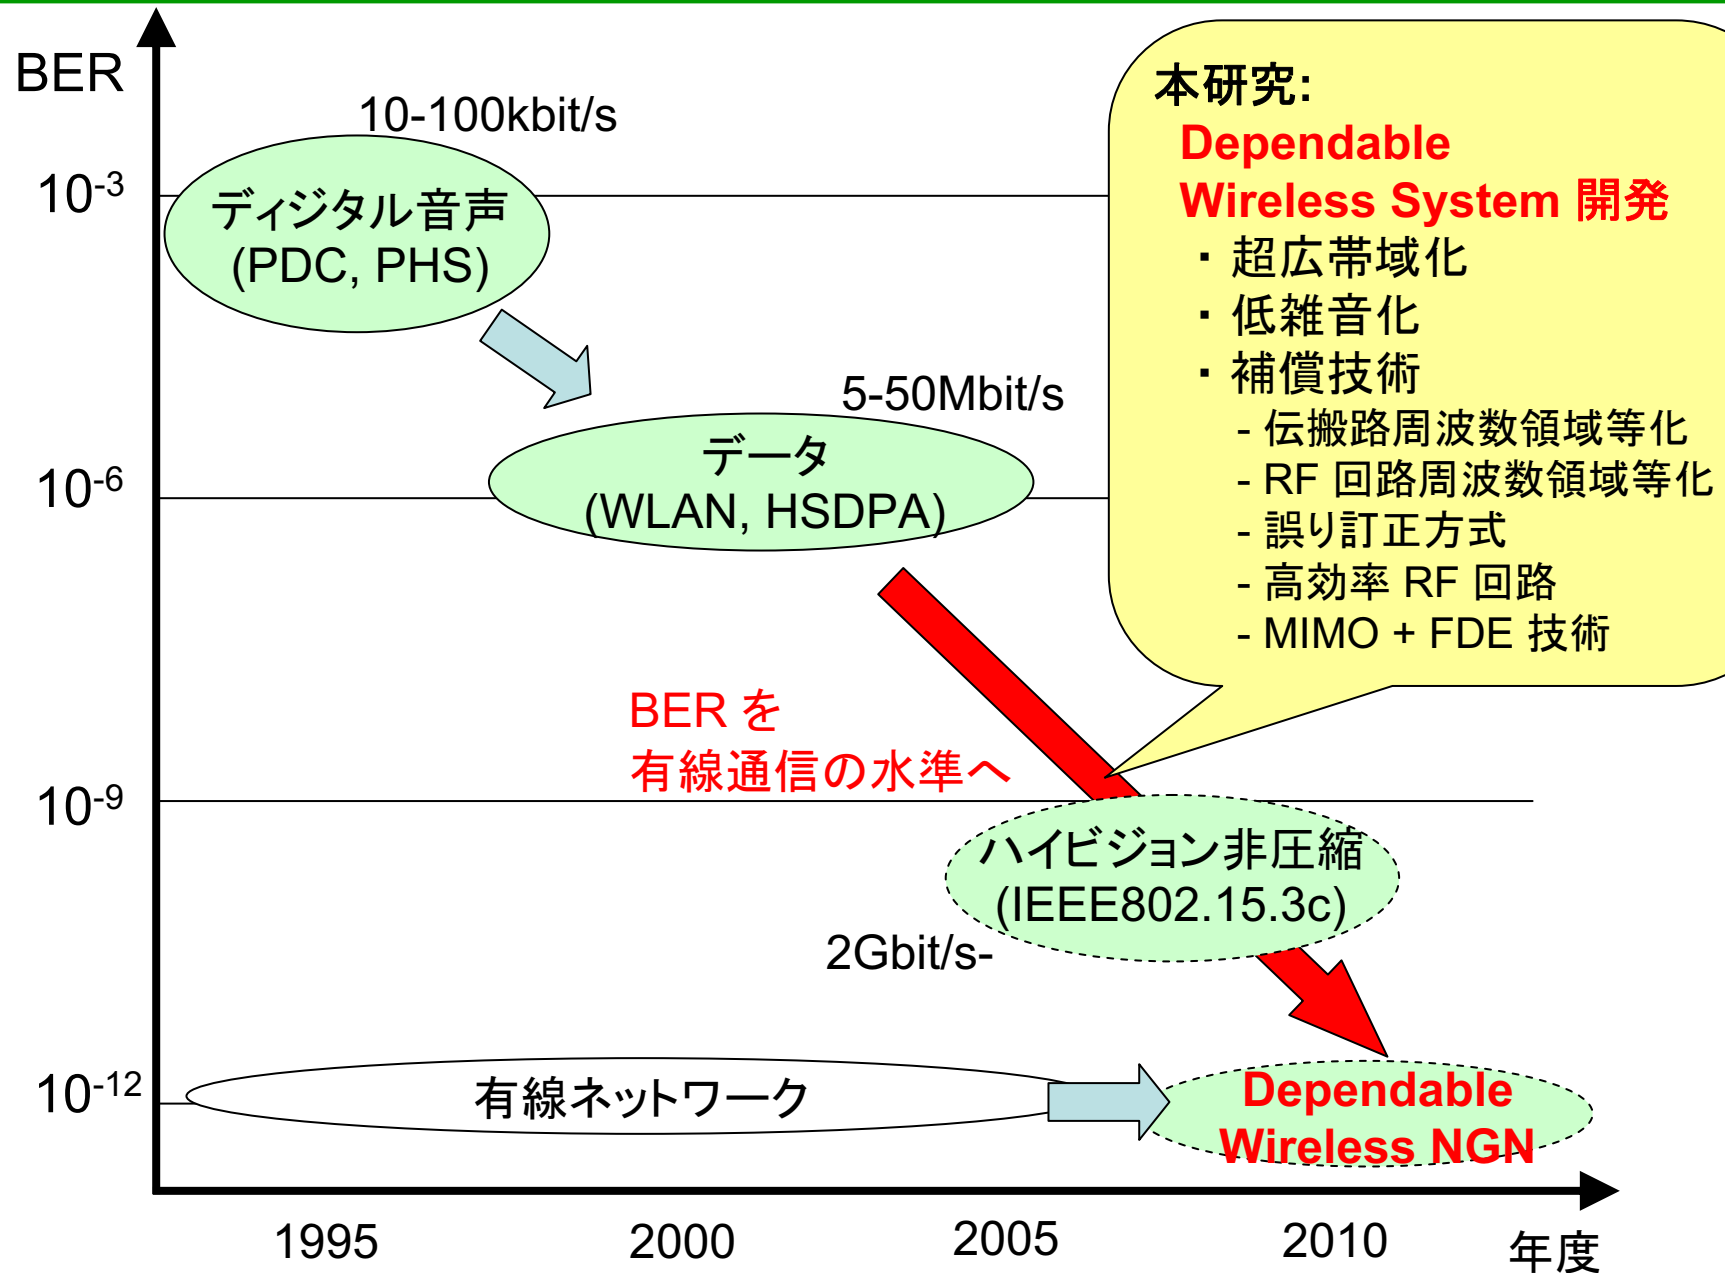 BER
10-100kbit/s
10-3
ディジタル音声
(PDC, PHS)
本研究:
Dependable
Wireless System 開発
・ 超広帯域化
・ 低雑音化
・ 補償技術
- 伝搬路周波数領域等化
- RF 回路周波数領域等化
- 誤り訂正方式
- 高効率 RF 回路
- MIMO + FDE 技術
5-50Mbit/s
10-6
データ
(WLAN, HSDPA)
BER を
有線通信の水準へ
10-9
ハイビジョン非圧縮
(IEEE802.15.3c)
2Gbit/s-
10-12
有線ネットワーク
Dependable
Wireless NGN
1995
2000
2005
2010
年度